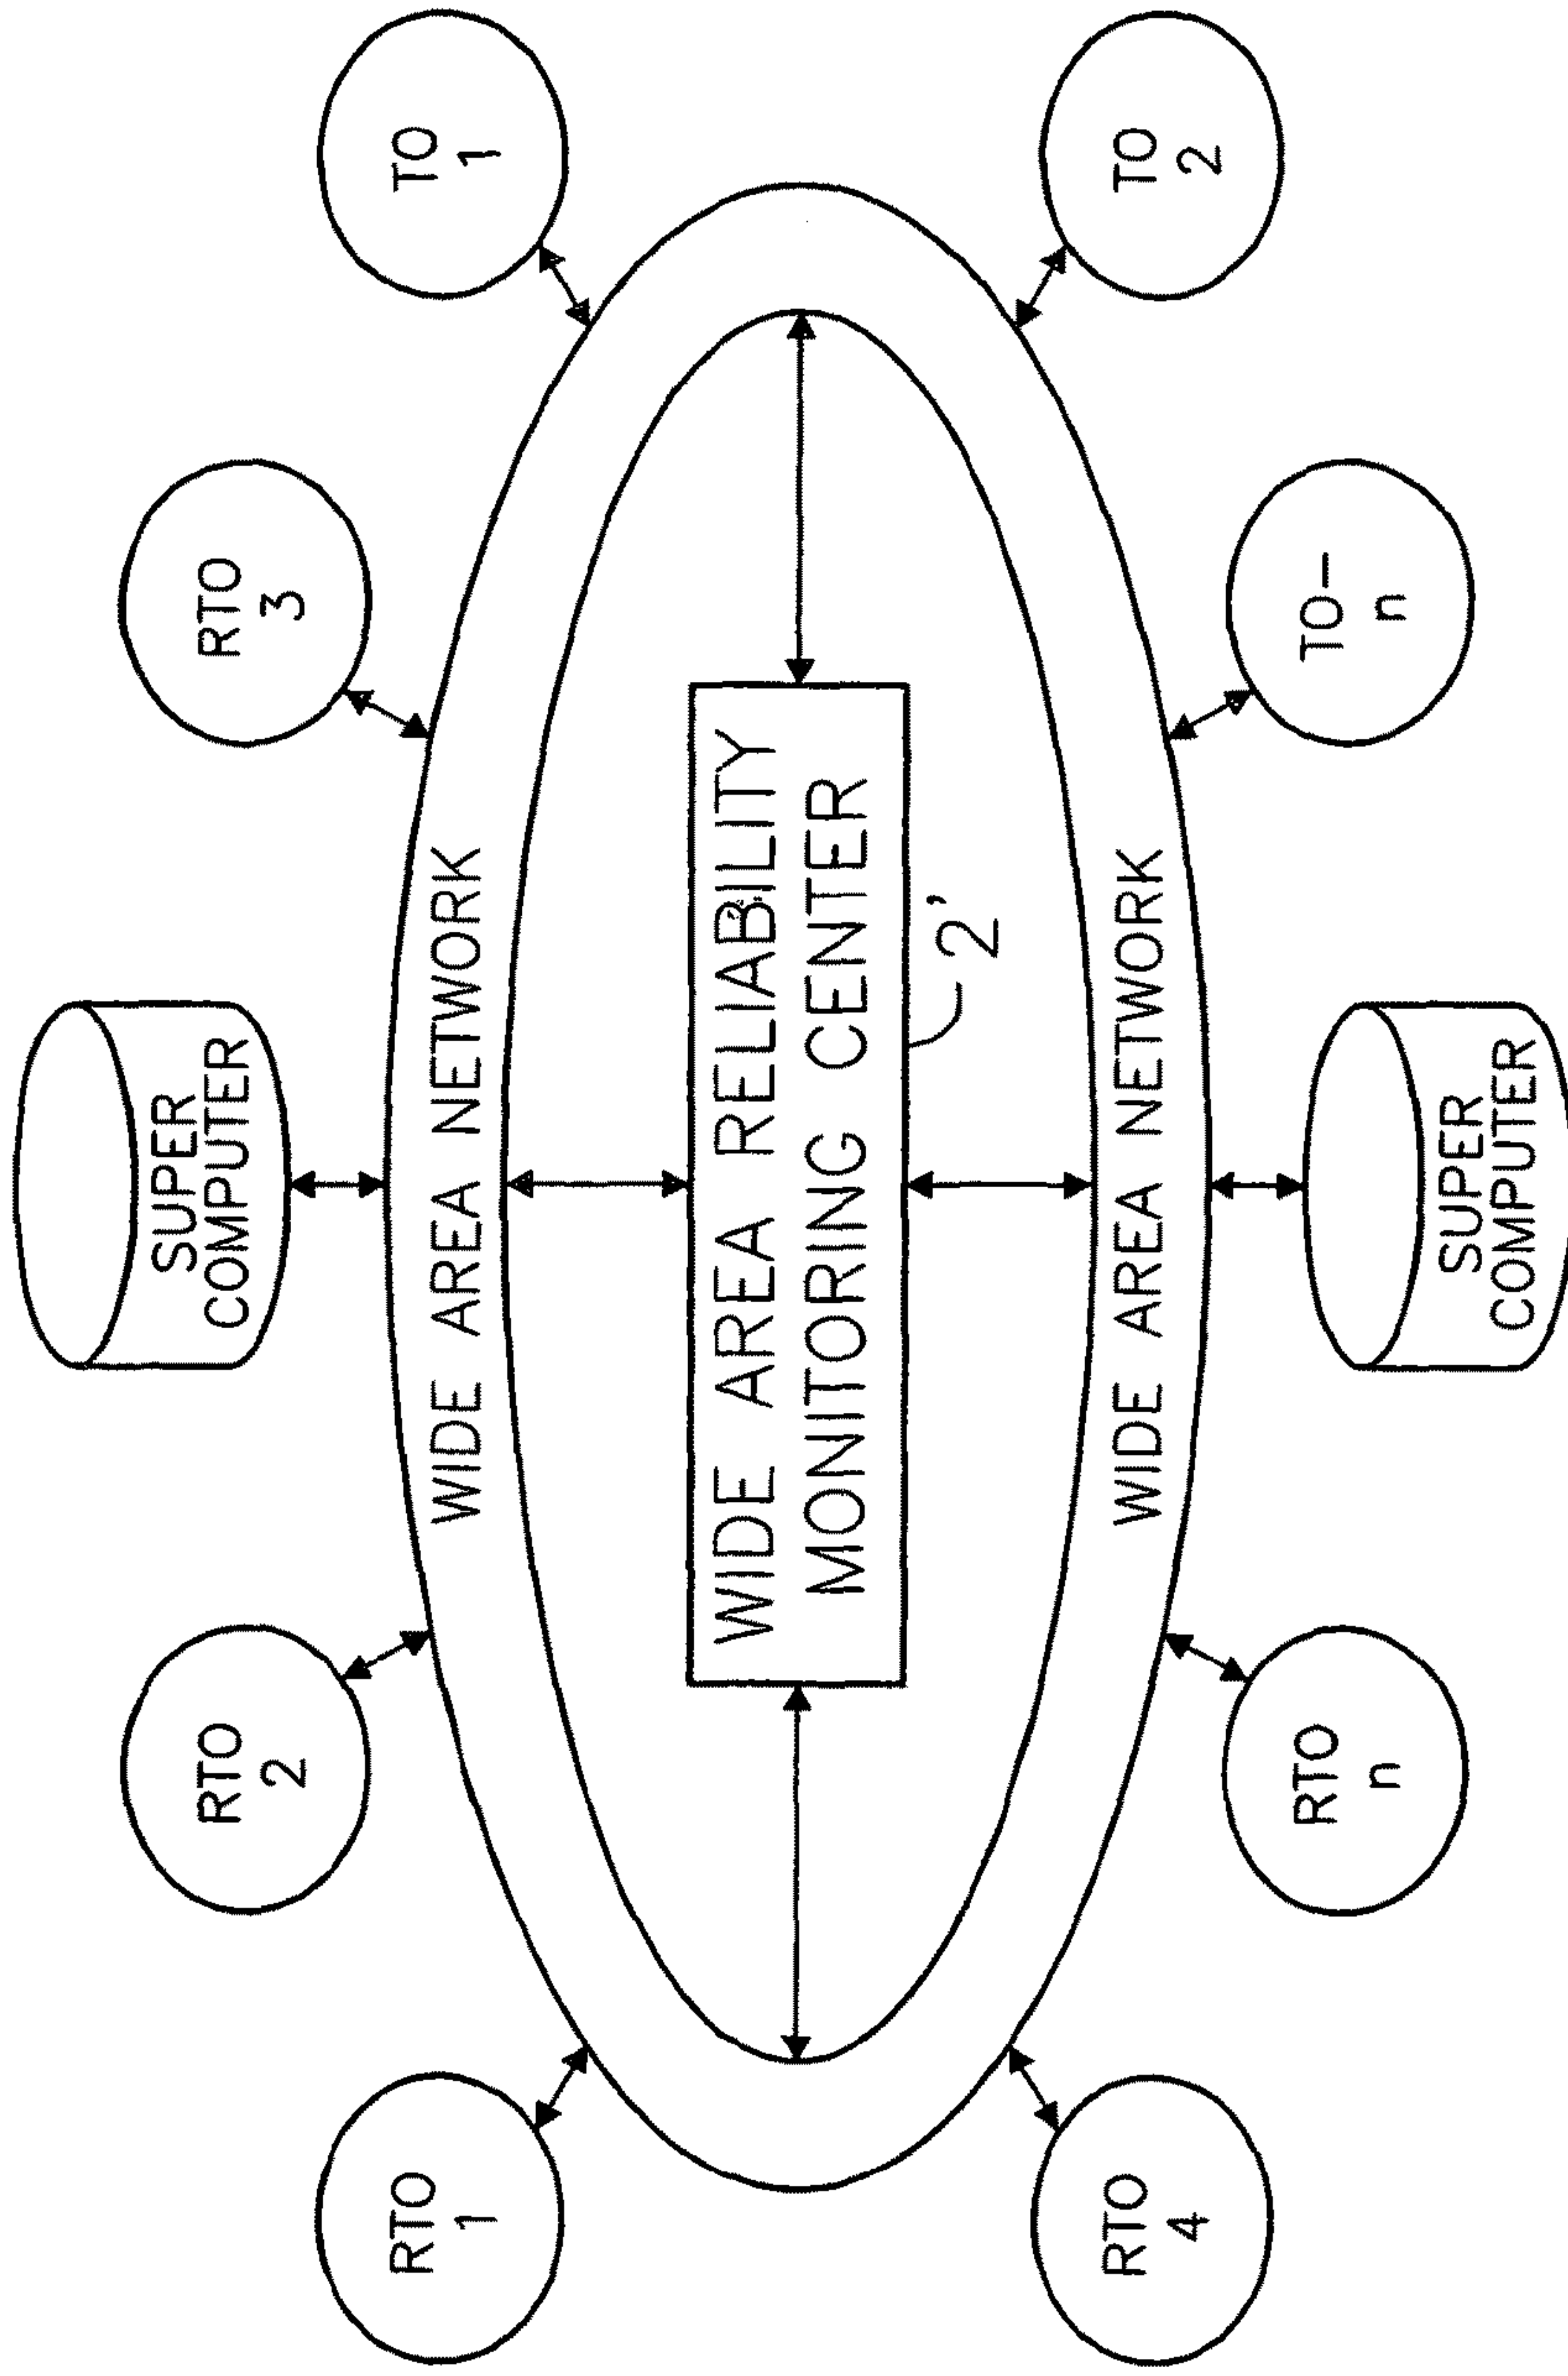 SUPER
COMPUTER
RTO
2
RTO
3
RTO
1
TO
1
WIDE AREA NETWORK
WIDE AREA RELIABILITY
MONITORING CENTER
2'
WIDE AREA NETWORK
RTO
4
TO
2
RTO
n
TO-
n
SUPER
COMPUTER